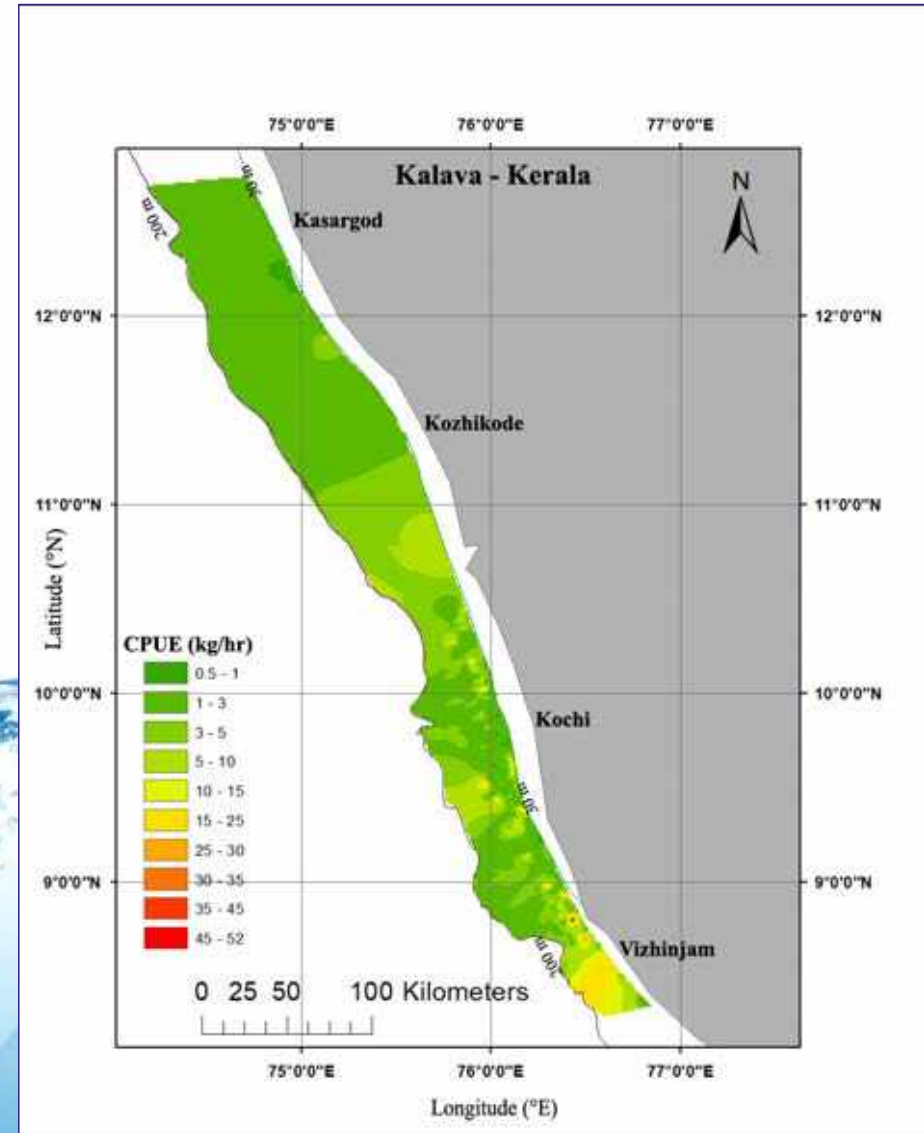 75°0'0"E 76°0'0"E 77°0'0"E
Kalava - Kerala
N
30 m
200 m
Kasargod
12°0'0"N 12°0'0"N
Kozhikode
11°0'0"N 11°0'0"N
Latitude (°N)
CPUE (kg/hr)
0.5 - 1
1 - 3
3 - 5
5 - 10
10 - 15
15 - 25
25 - 30
30 - 35
35 - 45
45 - 52
10°0'0"N 10°0'0"N
Kochi
30 m
9°0'0"N 9°0'0"N
Vizhinjam
200 m
0 25 50 100 Kilometers
75°0'0"E 76°0'0"E 77°0'0"E
Longitude (°E)